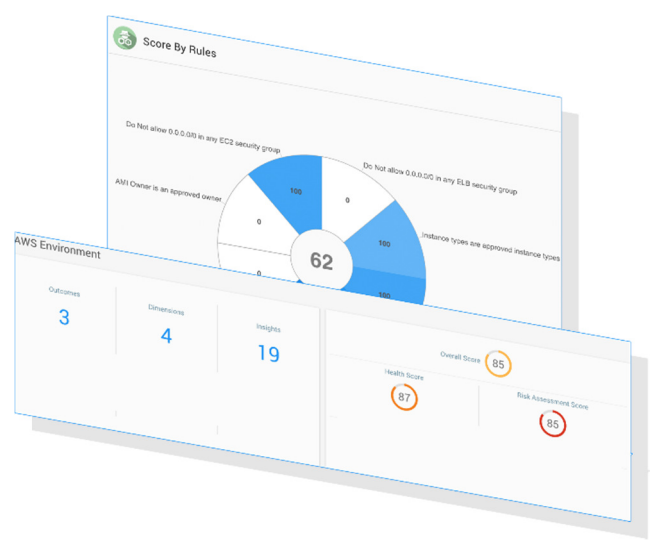 Score By Rules
Do Not allow 0.0.0.0/0 in any EC2 security group
Do Not allow 0.0.0.0/0 in any ELB security group
AMI Owner is an approved owner
Instance types are approved instance types
100
0
0
100
0
100
62
AWS Environment
Outcomes
3
Dimensions
4
Insights
19
Overall Score
85
Health Score
87
Risk Assessment Score
85